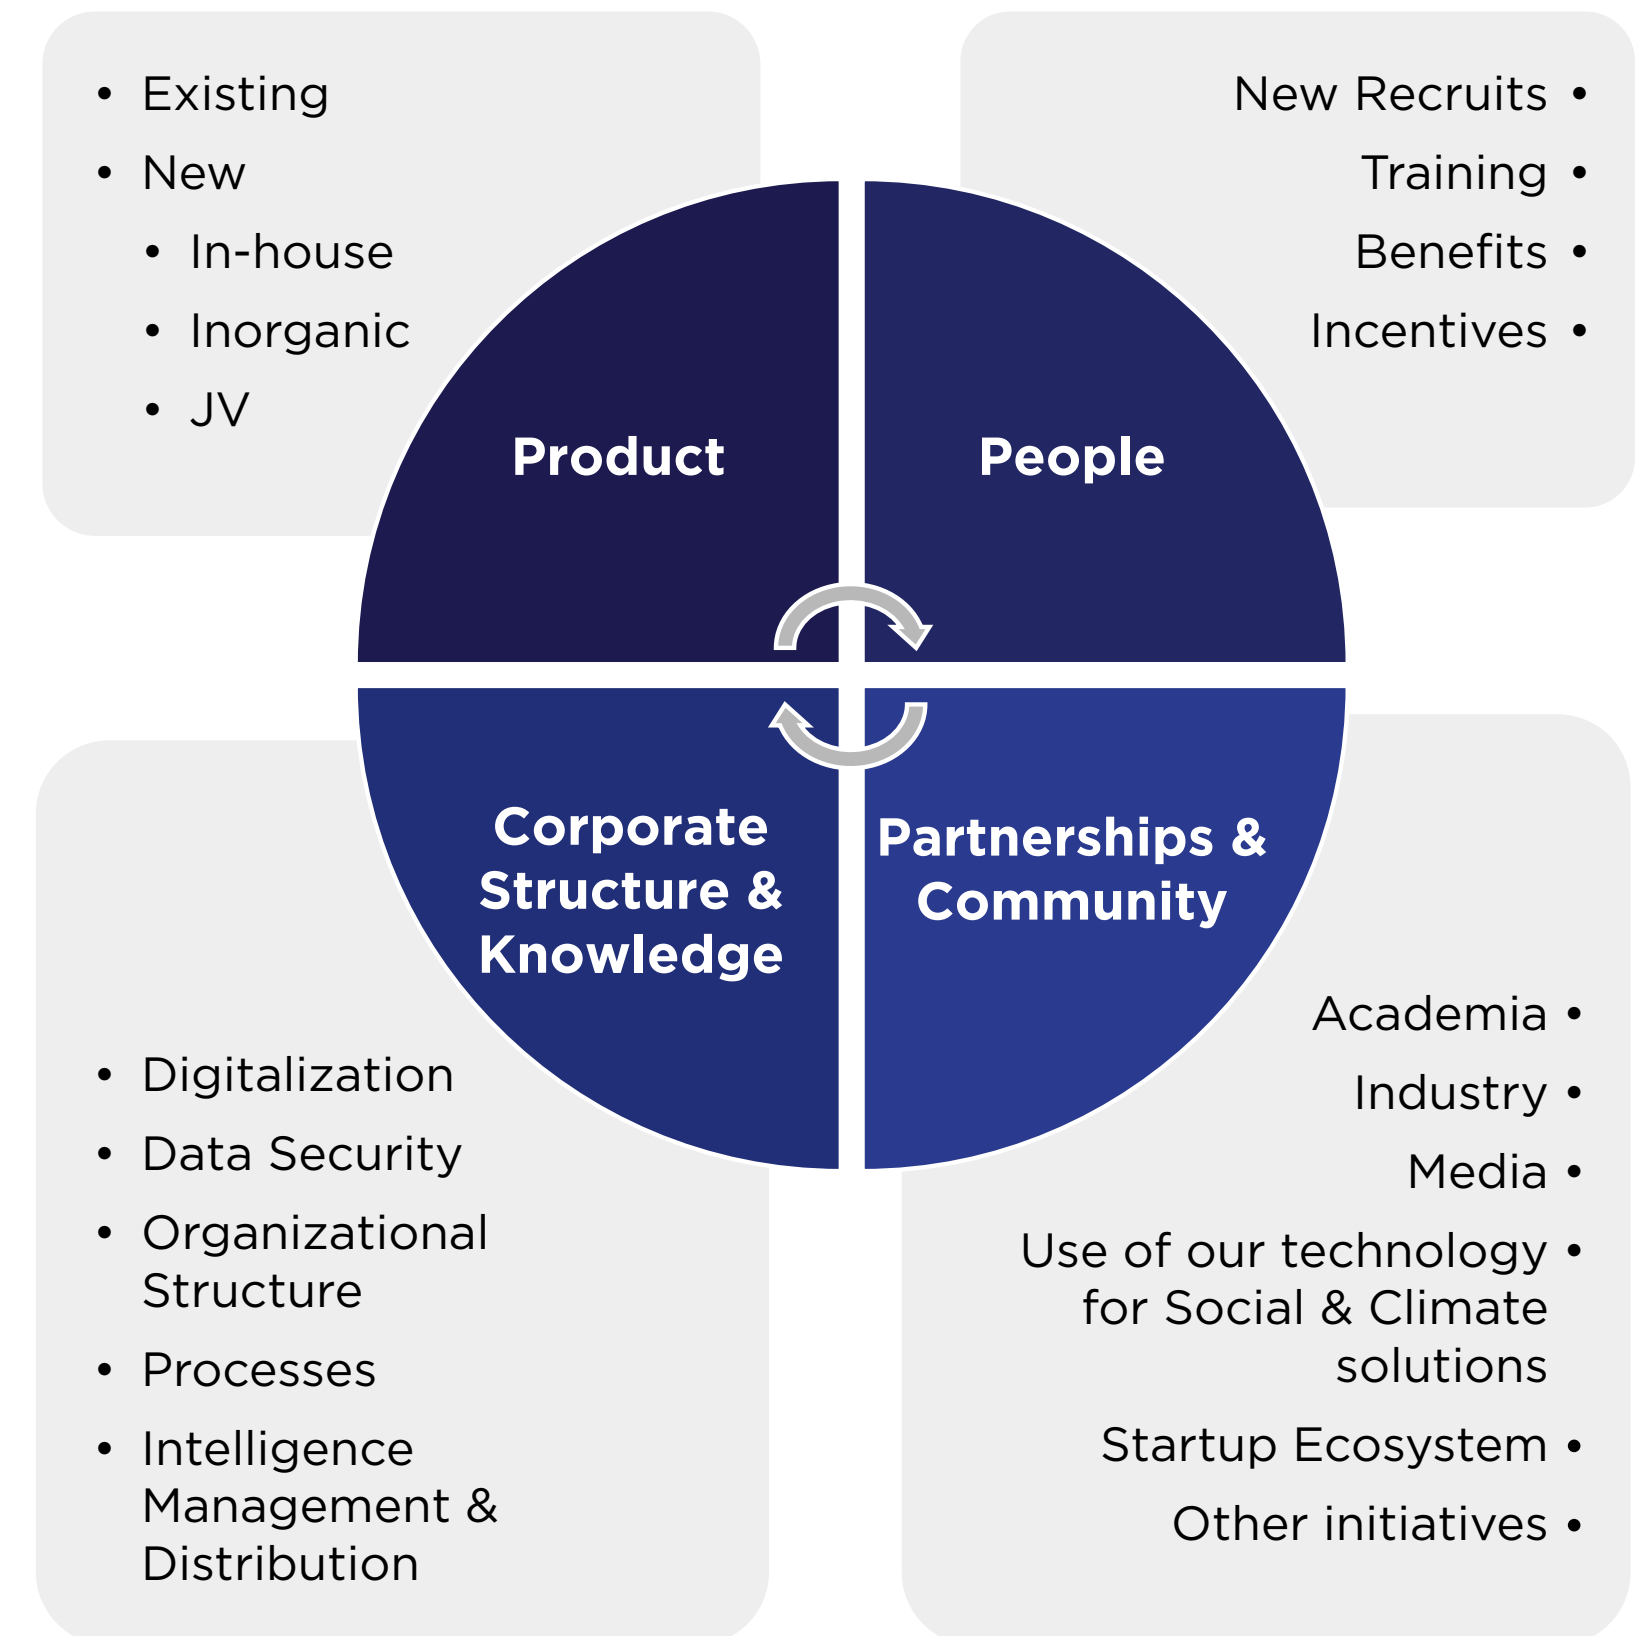 • Existing
• New
• In-house
• Inorganic
• JV
New Recruits •
Training •
Benefits •
Incentives •
Product
People
Corporate
Structure &
Knowledge
Partnerships &
Community
• Digitalization
• Data Security
• Organizational
Structure
• Processes
• Intelligence
Management &
Distribution
Academia •
Industry •
Media •
Use of our technology •
for Social & Climate
solutions
Startup Ecosystem •
Other initiatives •